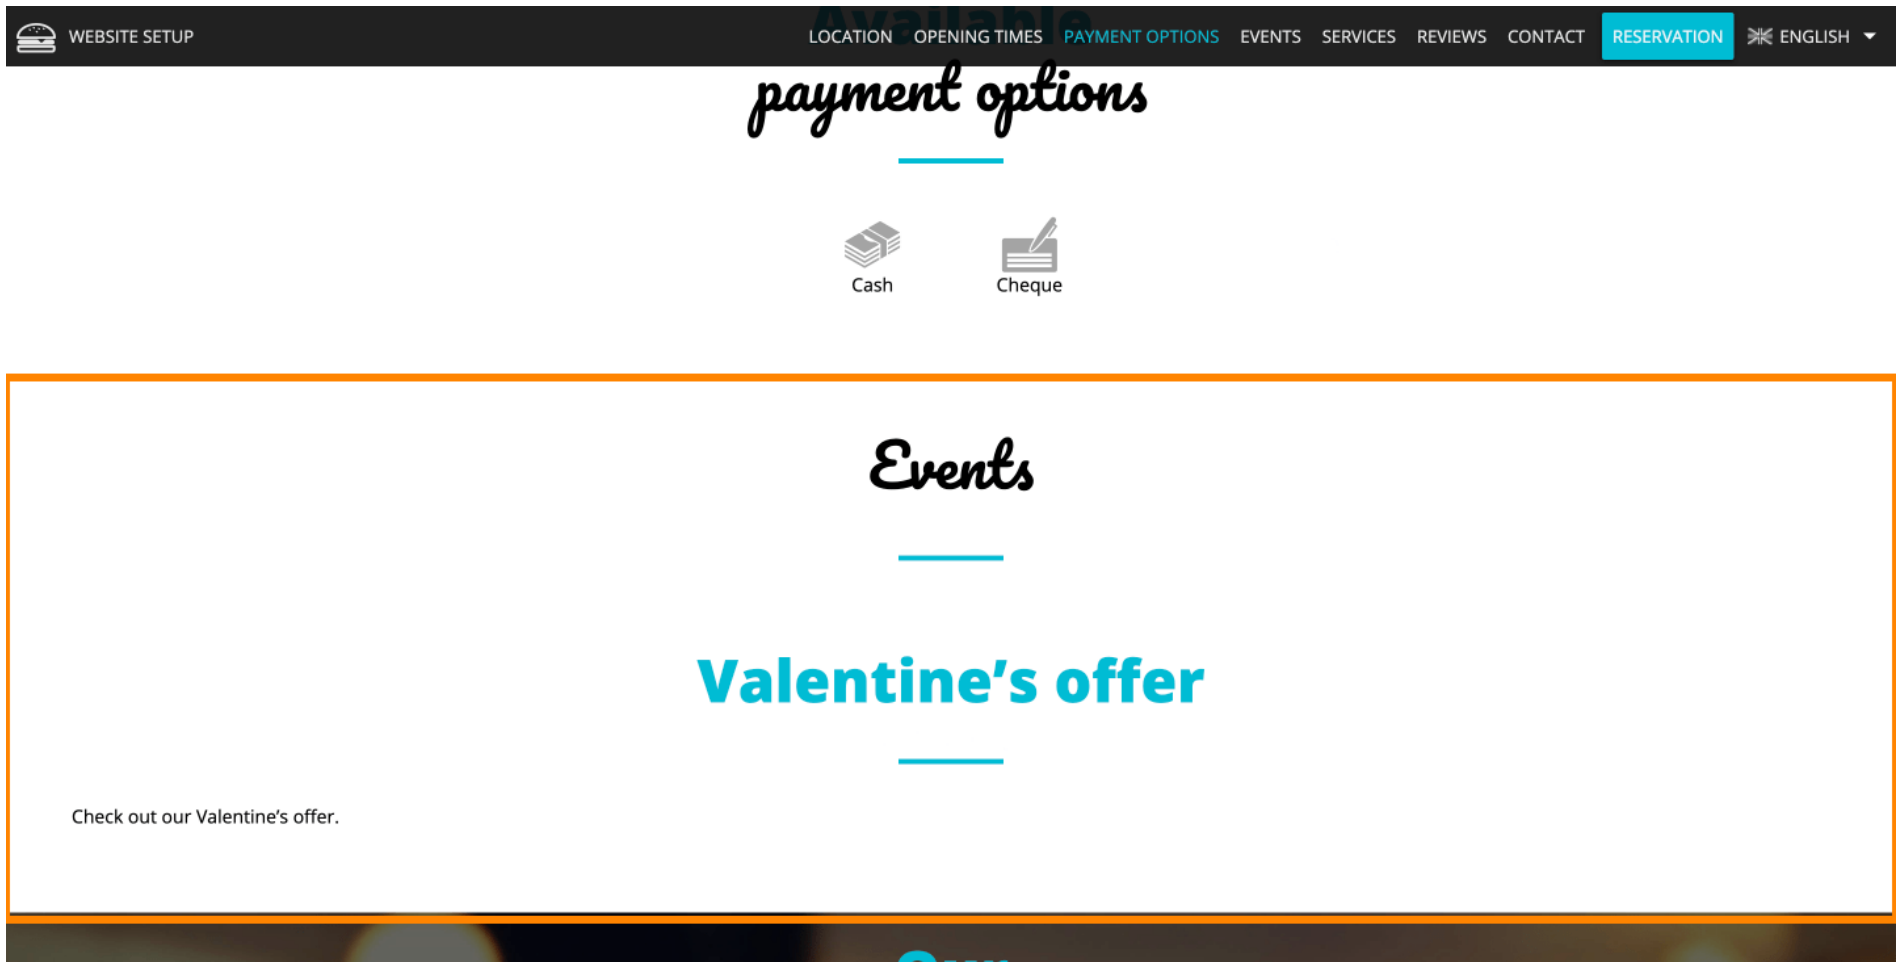 Available
WEBSITE SETUP LOCATION OPENING TIMES PAYMENT OPTIONS EVENTS SERVICES REVIEWS CONTACT RESERVATION ENGLISH
payment options
Cash Cheque
Events
Valentine’s offer
Check out our Valentine’s offer.